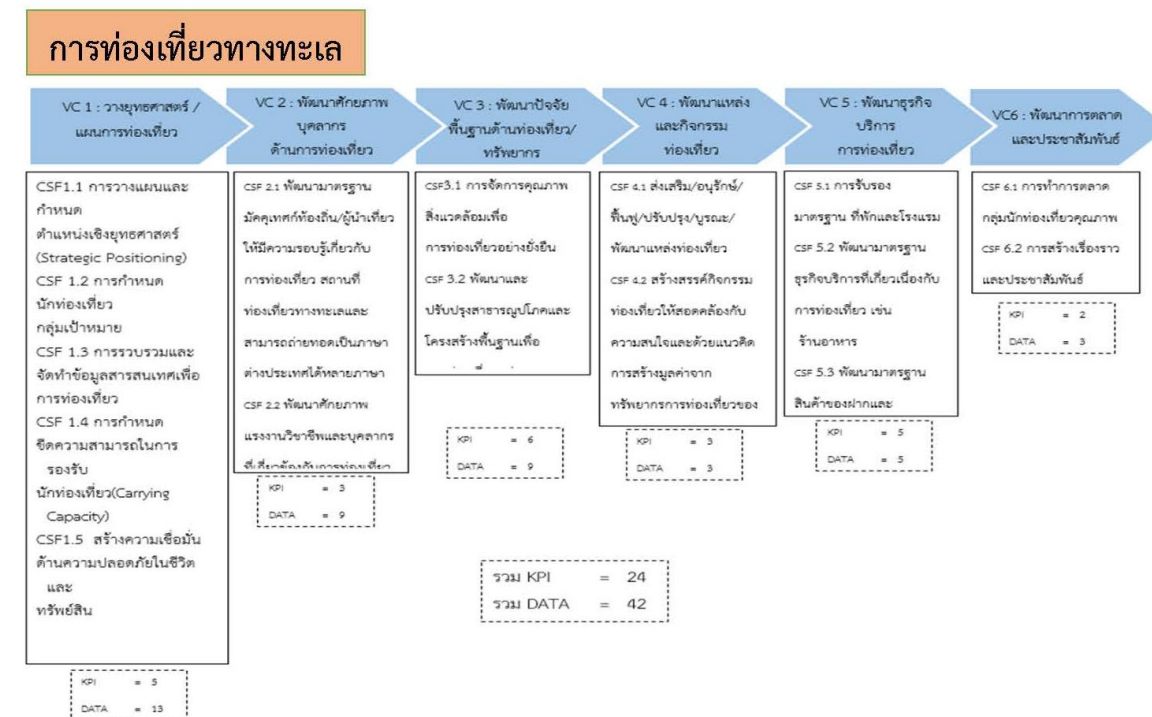 การท่องเที่ยวทางทะเล
VC 1 : วางยุทธศาสตร์ /
แผนการท่องเที่ยว
VC 2 : พัฒนาศักยภาพ
บุคลากร
ด้านการท่องเที่ยว
VC 3 : พัฒนาปัจจัย
พื้นฐานด้านท่องเที่ยว/
ทรัพยากร
VC 4 : พัฒนาแหล่ง
และกิจกรรม
ท่องเที่ยว
VC 5 : พัฒนาธุรกิจ
บริการ
การท่องเที่ยว
VC6 : พัฒนาการตลาด
และประชาสัมพันธ์
CSF1.1 การวางแผนและ
กำหนด
ตำแหน่งเชิงยุทธศาสตร์
(Strategic Positioning)
CSF 1.2 การกำหนด
นักท่องเที่ยว
กลุ่มเป้าหมาย
CSF 1.3 การรวบรวมและ
จัดทำข้อมูลสารสนเทศเพื่อ
การท่องเที่ยว
CSF 1.4 การกำหนด
ขีดความสามารถในการ
รองรับ
นักท่องเที่ยว(Carrying
Capacity)
CSF1.5 สร้างความเชื่อมั่น
ด้านความปลอดภัยในชีวิต
และ
ทรัพย์สิน
KPI = 5
DATA = 13
CSF 2.1 พัฒนามาตรฐาน
มัคคุเทศก์ท้องถิ่น/ผู้นำเที่ยว
ให้มีความรอบรู้เกี่ยวกับ
การท่องเที่ยว สถานที่
ท่องเที่ยวทางทะเลและ
สามารถถ่ายทอดเป็นภาษา
ต่างประเทศได้หลายภาษา
CSF 2.2 พัฒนาศักยภาพ
แรงงานวิชาชีพและบุคลากร
ที่เกี่ยวข้องกับการท่องเที่ยว
KPI = 3
DATA = 9
CSF3.1 การจัดการคุณภาพ
สิ่งแวดล้อมเพื่อ
การท่องเที่ยวอย่างยั่งยืน
CSF 3.2 พัฒนาและ
ปรับปรุงสาธารณูปโภคและ
โครงสร้างพื้นฐานเพื่อ
KPI = 6
DATA = 9
CSF 4.1 ส่งเสริม/อนุรักษ์/
ฟื้นฟู/ปรับปรุง/บูรณะ/
พัฒนาแหล่งท่องเที่ยว
CSF 4.2 สร้างสรรค์กิจกรรม
ท่องเที่ยวให้สอดคล้องกับ
ความสนใจและด้วยแนวคิด
การสร้างมูลค่าจาก
ทรัพยากรการท่องเที่ยวของ
KPI = 3
DATA = 3
CSF 5.1 การรับรอง
มาตรฐาน ที่พักและโรงแรม
CSF 5.2 พัฒนามาตรฐาน
ธุรกิจบริการที่เกี่ยวเนื่องกับ
การท่องเที่ยว เช่น
ร้านอาหาร
CSF 5.3 พัฒนามาตรฐาน
สินค้าของฝากและ
KPI = 5
DATA = 5
CSF 6.1 การทำการตลาด
กลุ่มนักท่องเที่ยวคุณภาพ
CSF 6.2 การสร้างเรื่องราว
และประชาสัมพันธ์
KPI = 2
DATA = 3
รวม KPI = 24
รวม DATA = 42